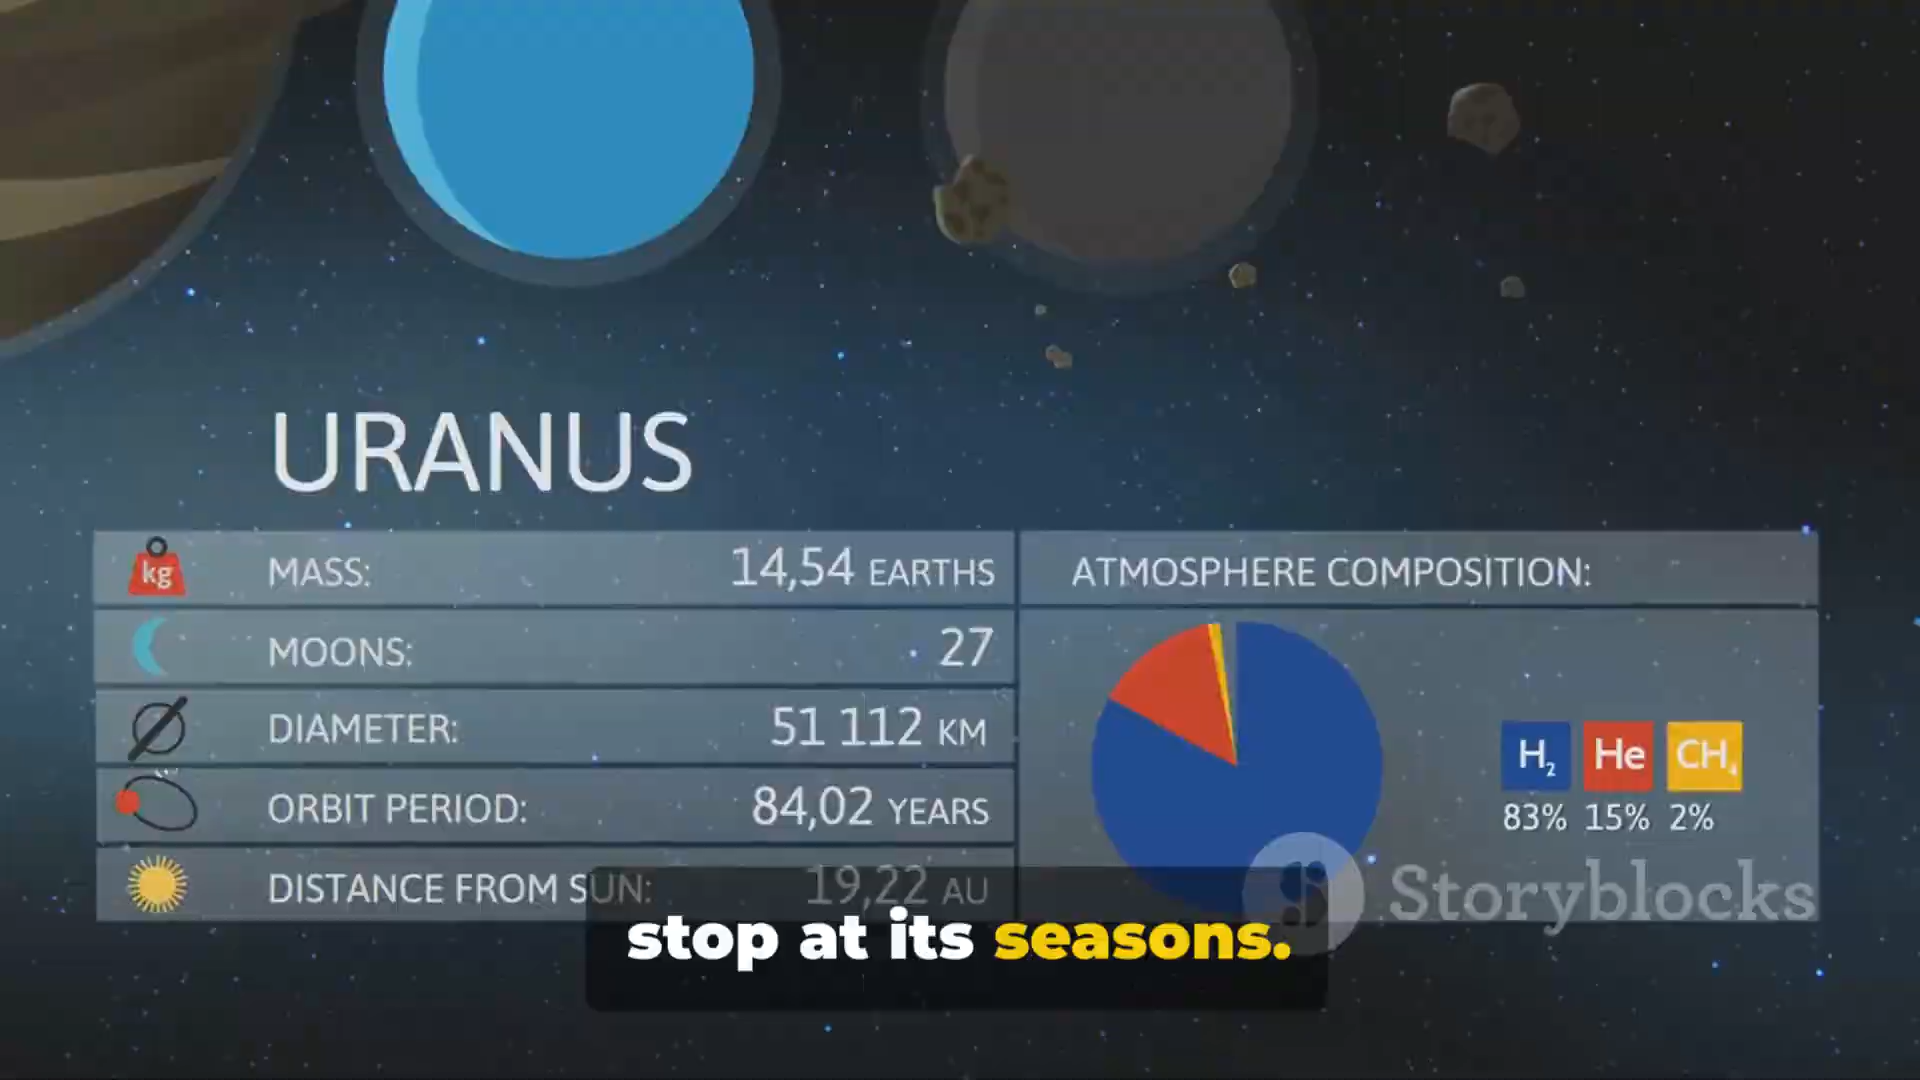 URANUS
kg
MASS: 14,54 EARTHS
MOONS: 27
DIAMETER: 51 112 KM
ORBIT PERIOD: 84,02 YEARS
DISTANCE FROM SUN: 19,22 AU
ATMOSPHERE COMPOSITION:
H₂ He CH₄
83% 15% 2%
Storyblocks
stop at its seasons.